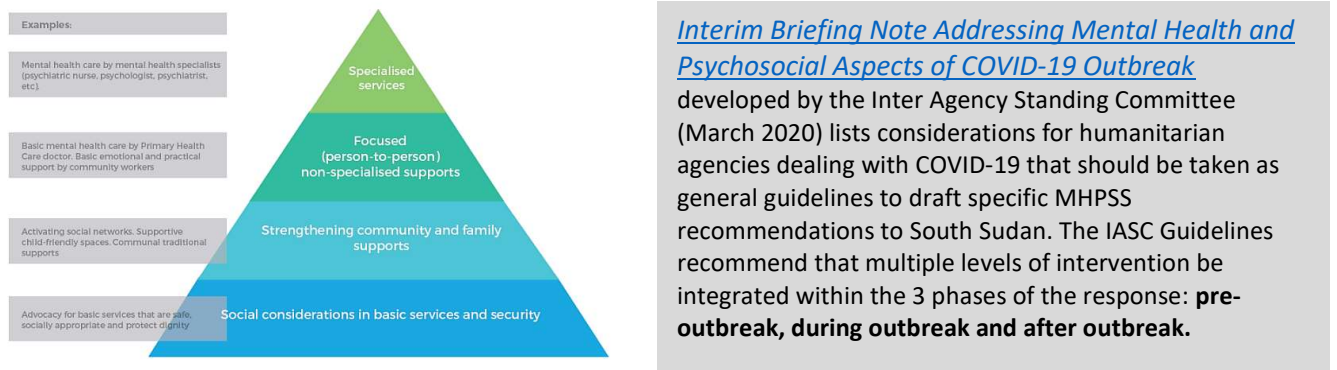 Examples:
Mental health care by mental health specialists
(psychiatric nurse, psychologist, psychiatrist,
etc).
Specialised
services
Basic mental health care by Primary Health
Care doctor. Basic emotional and practical
support by community workers
Focused
(person-to-person)
non-specialised supports
Activating social networks. Supportive
child-friendly spaces. Communal traditional
supports
Strengthening community and family
supports
Advocacy for basic services that are safe,
socially appropriate and protect dignity
Social considerations in basic services and security
Interim Briefing Note Addressing Mental Health and
Psychosocial Aspects of COVID-19 Outbreak
developed by the Inter Agency Standing Committee
(March 2020) lists considerations for humanitarian
agencies dealing with COVID-19 that should be taken as
general guidelines to draft specific MHPSS
recommendations to South Sudan. The IASC Guidelines
recommend that multiple levels of intervention be
integrated within the 3 phases of the response: pre-
outbreak, during outbreak and after outbreak.